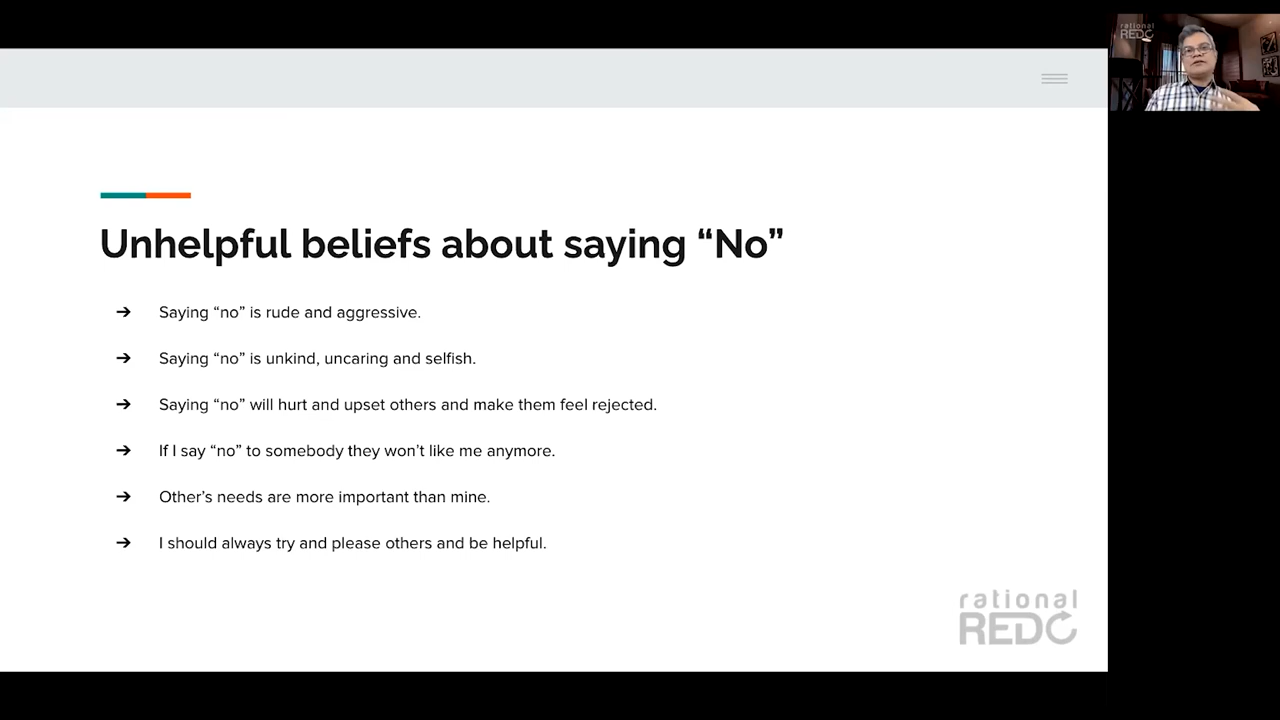 rational
REDO
Unhelpful beliefs about saying “No”
➔ Saying “no” is rude and aggressive.
➔ Saying “no” is unkind, uncaring and selfish.
➔ Saying “no” will hurt and upset others and make them feel rejected.
➔ If I say “no” to somebody they won’t like me anymore.
➔ Other’s needs are more important than mine.
➔ I should always try and please others and be helpful.
rational
REDO